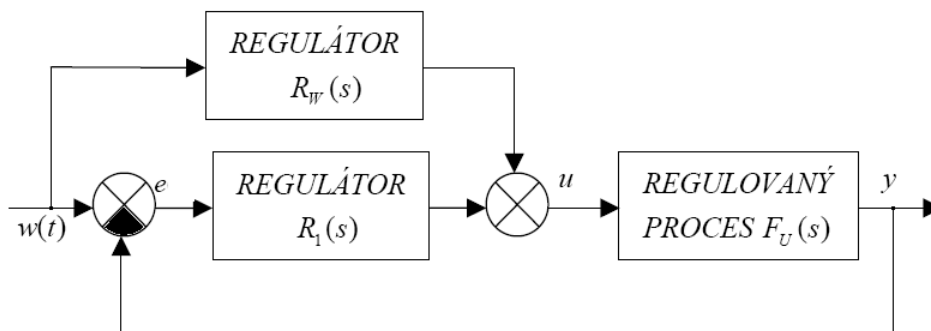 REGULÁTOR
R_W(s)
w(t)
e
REGULÁTOR
R_1(s)
u
REGULOVANÝ
PROCES F_U(s)
y